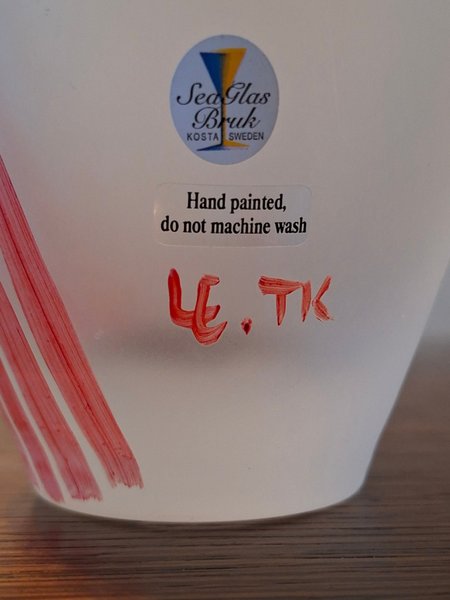 SeaGlas
Bruk
KOSTA SWEDEN
Hand painted,
do not machine wash
LE. TK